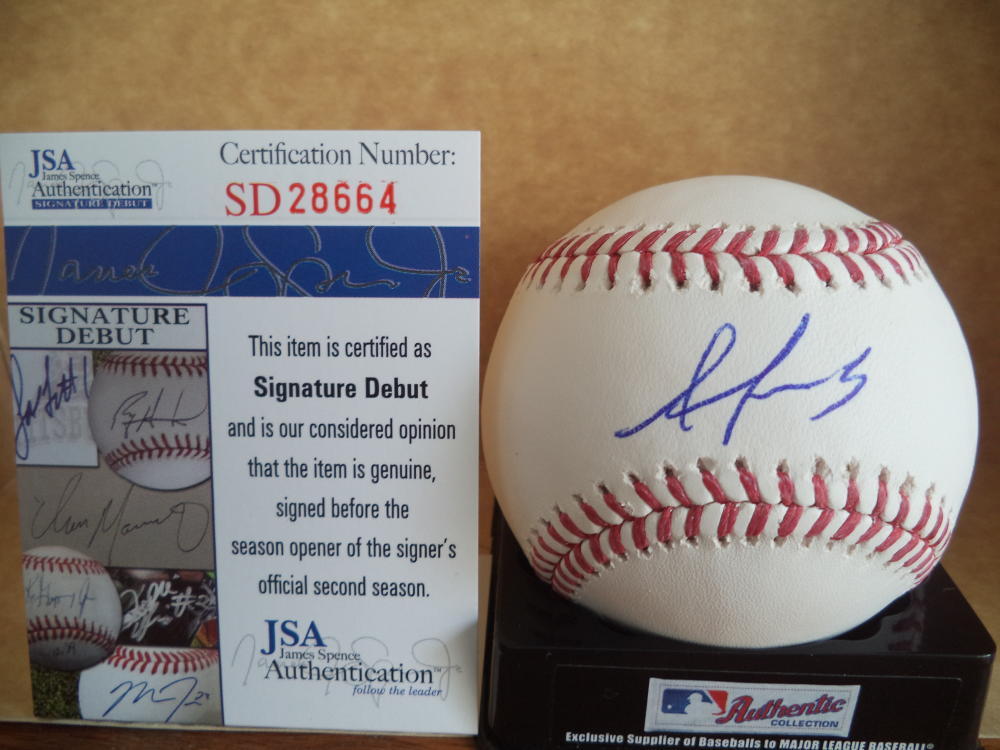 JSA
James Spence
Authentication™
SIGNATURE DEBUT
Certification Number:
SD28664
SIGNATURE
DEBUT
This item is certified as
Signature Debut
and is our considered opinion
that the item is genuine,
signed before the
season opener of the signer's
official second season.
JSA
James Spence
Authentication™
follow the leader
Authentic
COLLECTION
Exclusive Supplier of Baseballs to MAJOR LEAGUE BASEBALL®